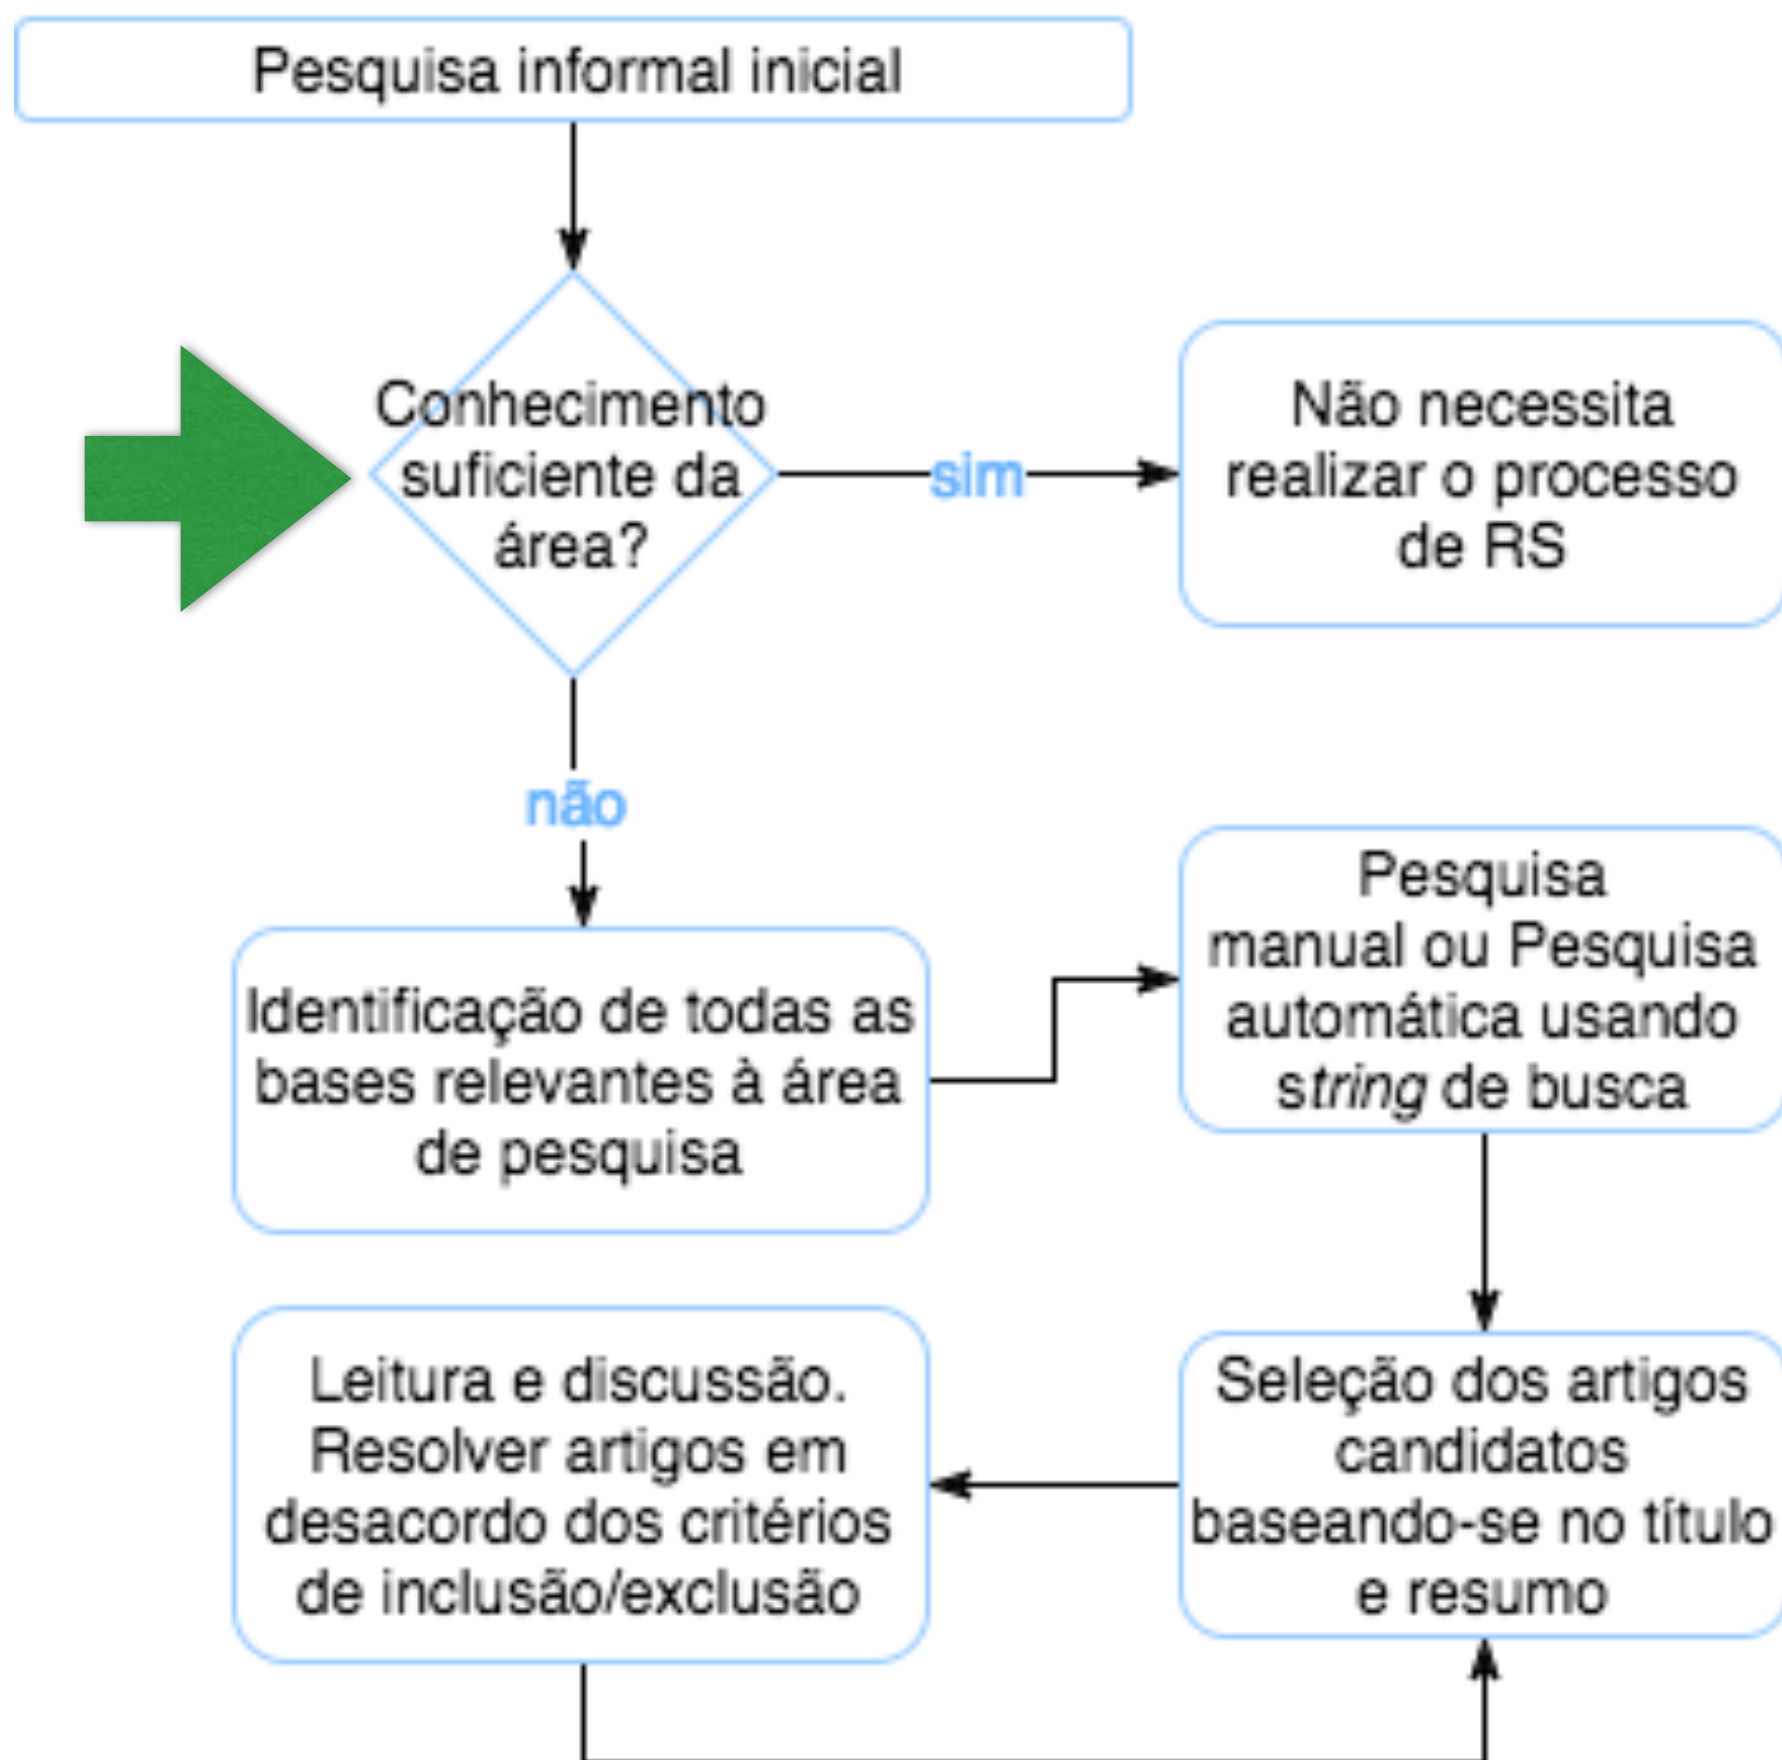 Pesquisa informal inicial
Conhecimento
suficiente da
área?
sim
Não necessita
realizar o processo
de RS
não
Identificação de todas as
bases relevantes à área
de pesquisa
Pesquisa
manual ou Pesquisa
automática usando
string de busca
Seleção dos artigos
candidatos
baseando-se no título
e resumo
Leitura e discussão.
Resolver artigos em
desacordo dos critérios
de inclusão/exclusão